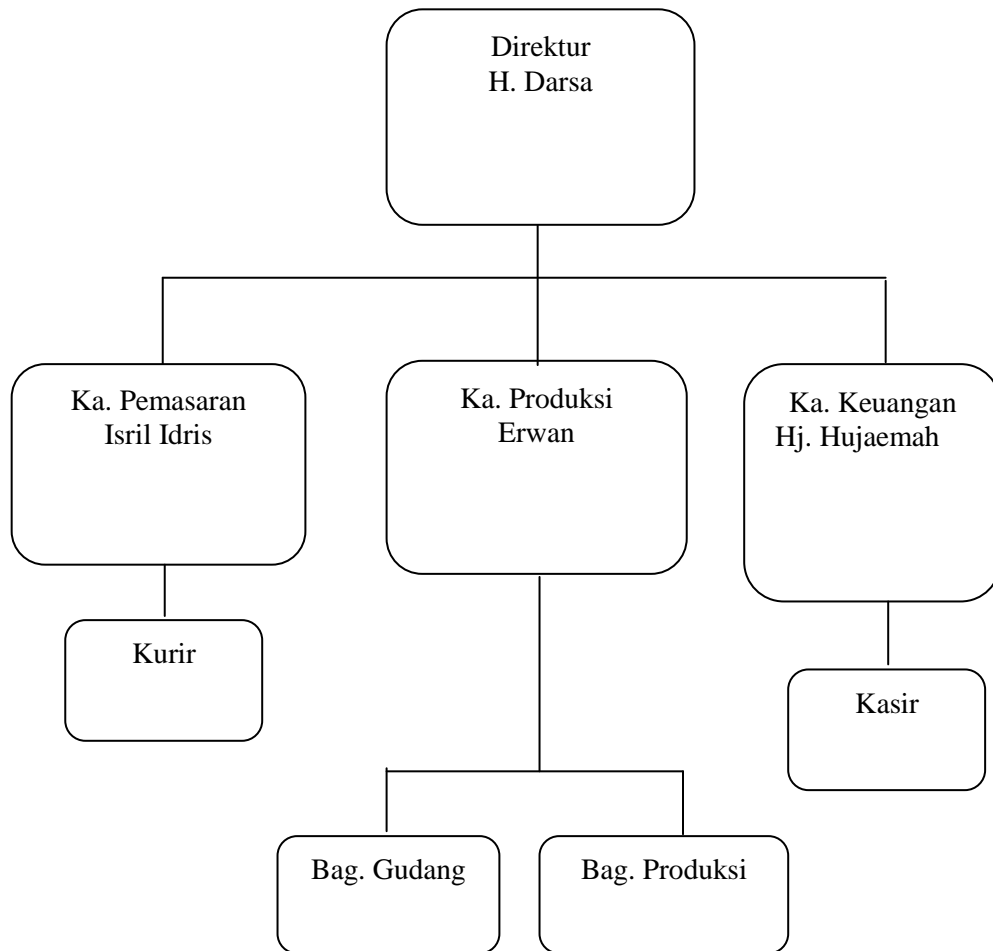 Direktur
H. Darsa
Ka. Pemasaran
Isril Idris
Ka. Produksi
Erwan
Ka. Keuangan
Hj. Hujaemah
Kurir
Kasir
Bag. Gudang
Bag. Produksi